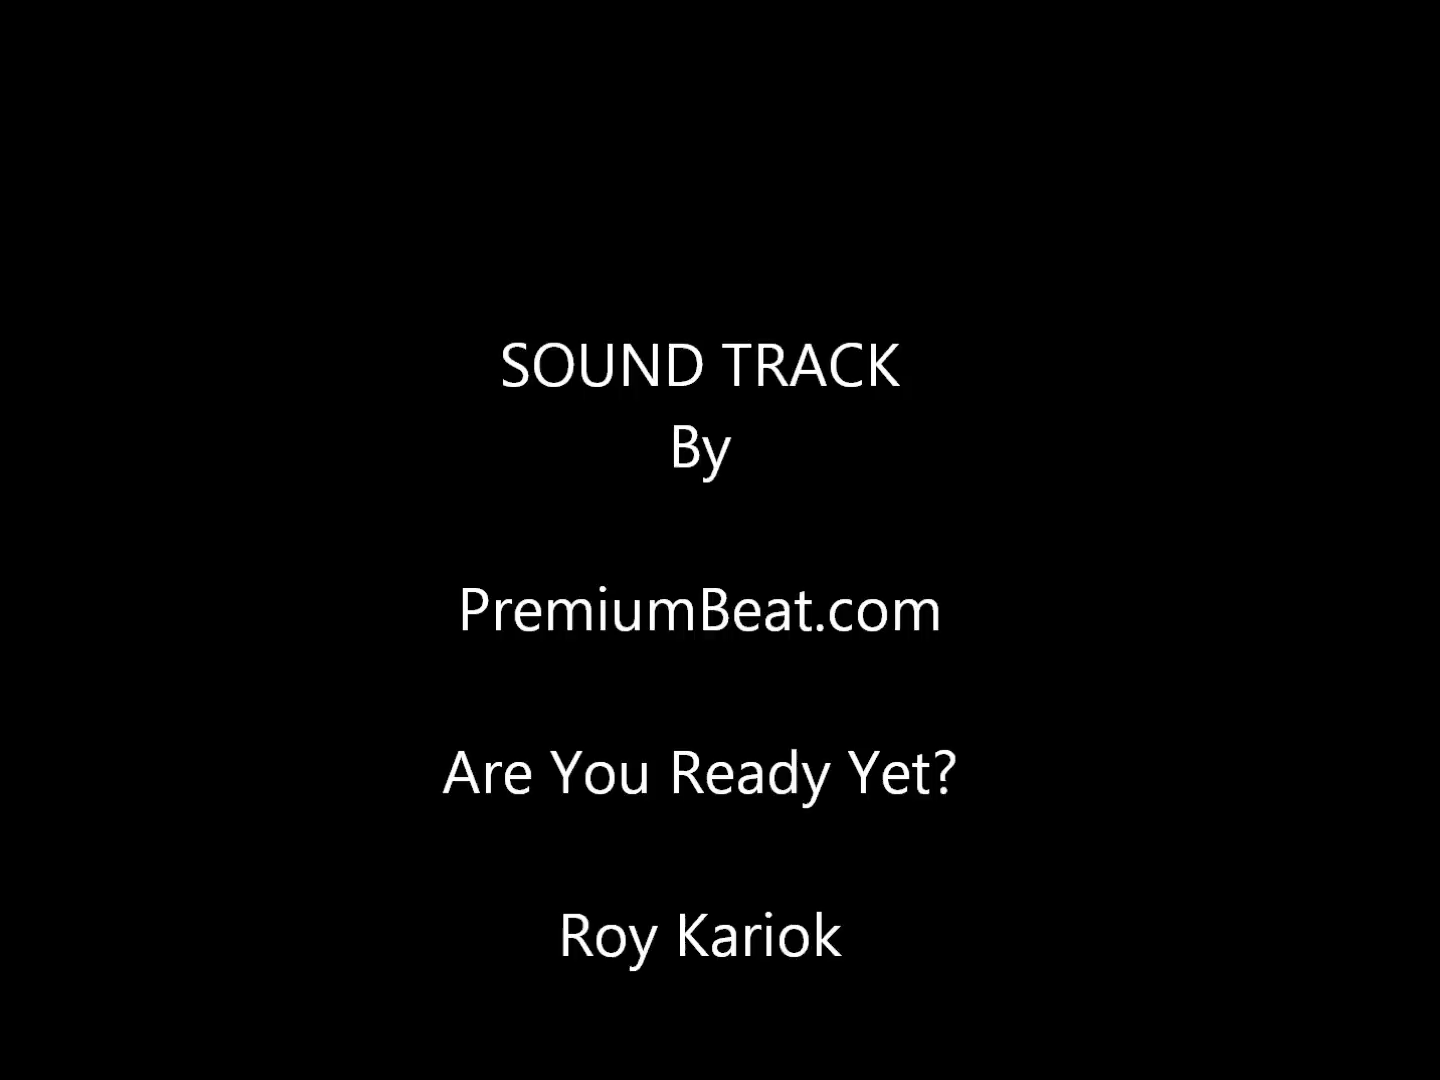 SOUND TRACK
By
PremiumBeat.com
Are You Ready Yet?
Roy Kariok